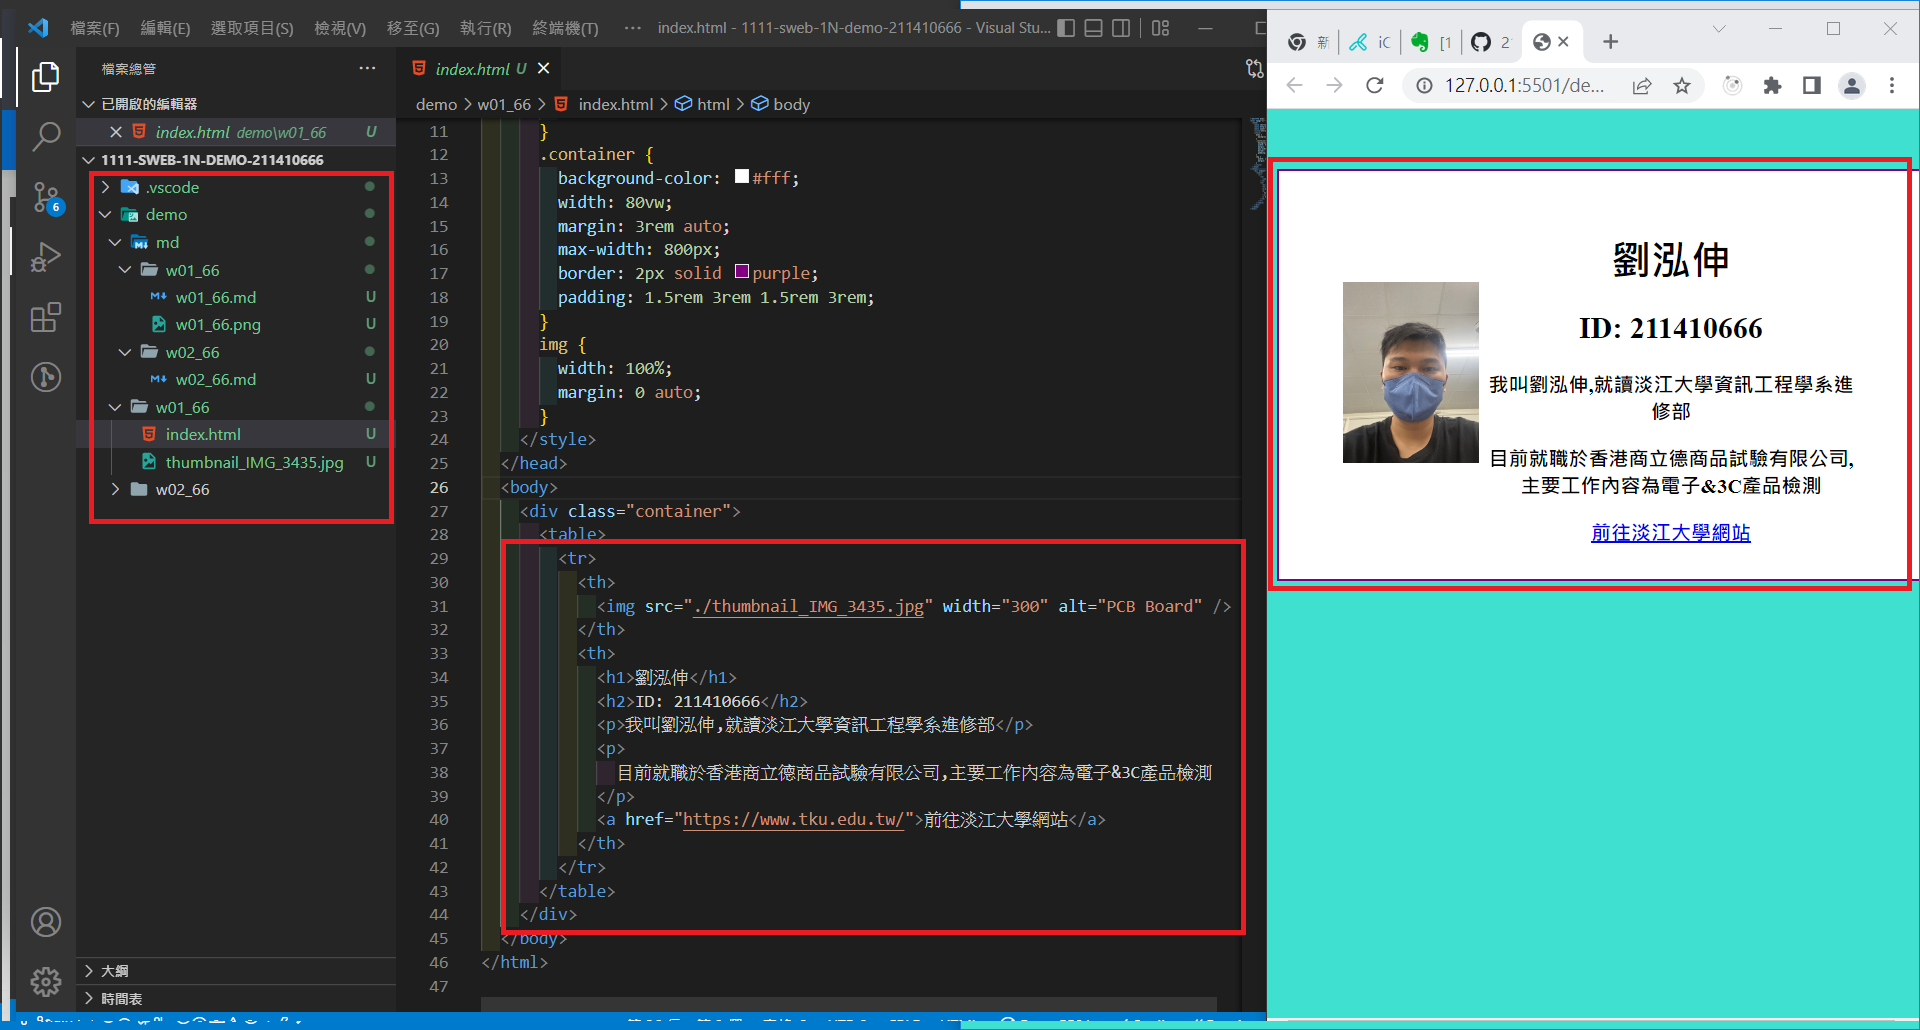 檔案(F) 編輯(E) 選取項目(S) 檢視(V) 移至(G) 執行(R) 終端機(T) ··· index.html - 1111-sweb-1N-demo-211410666 - Visual Stu...
檔案總管 ···
已開啟的編輯器
index.html demo\w01_66 U
1111-SWEB-1N-DEMO-211410666
.vscode
demo
md
w01_66
w01_66.md U
w01_66.png U
w02_66
w02_66.md U
w01_66
index.html U
thumbnail_IMG_3435.jpg U
w02_66
大綱
時間表
6
index.html U
demo > w01_66 > index.html > html > body
11 }
12 .container {
13 background-color: #fff;
14 width: 80vw;
15 margin: 3rem auto;
16 max-width: 800px;
17 border: 2px solid purple;
18 padding: 1.5rem 3rem 1.5rem 3rem;
19 }
20 img {
21 width: 100%;
22 margin: 0 auto;
23 }
24 </style>
25 </head>
26 <body>
27 <div class="container">
28 <table>
29 <tr>
30 <th>
31 <img src="./thumbnail_IMG_3435.jpg" width="300" alt="PCB Board" />
32 </th>
33 <th>
34 <h1>劉泓伸</h1>
35 <h2>ID: 211410666</h2>
36 <p>我叫劉泓伸,就讀淡江大學資訊工程學系進修部</p>
37 <p>
38 目前就職於香港商立德商品試驗有限公司,主要工作內容為電子&3C產品檢測
39 </p>
40 <a href="https://www.tku.edu.tw/">前往淡江大學網站</a>
41 </th>
42 </tr>
43 </table>
44 </div>
45 </body>
46 </html>
47
新 iC [1 2
127.0.0.1:5501/de...
劉泓伸
ID: 211410666
我叫劉泓伸,就讀淡江大學資訊工程學系進
修部
目前就職於香港商立德商品試驗有限公司,
主要工作內容為電子&3C產品檢測
前往淡江大學網站